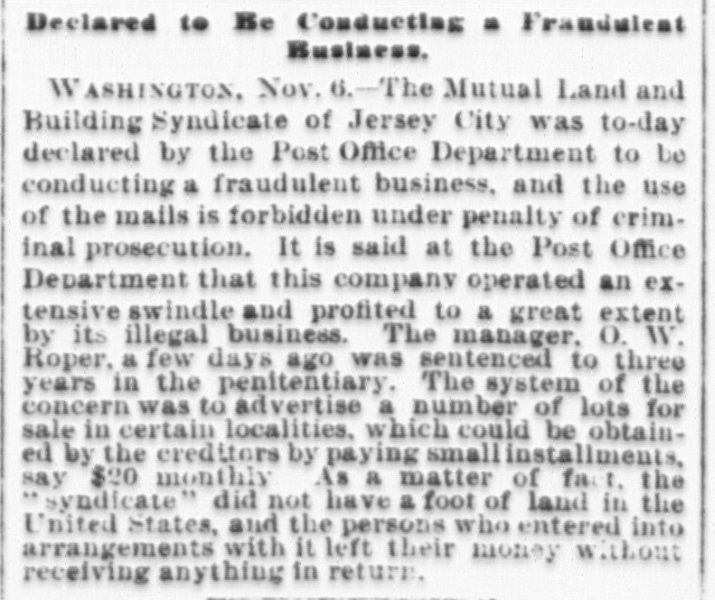 Declared to Be Conducting a Fraudulent
Business.
WASHINGTON, Nov. 6.—The Mutual Land and
Building Syndicate of Jersey City was to-day
declared by the Post Office Department to be
conducting a fraudulent business, and the use
of the mails is forbidden under penalty of crim-
inal prosecution. It is said at the Post Office
Department that this company operated an ex-
tensive swindle and profited to a great extent
by its illegal business. The manager, O. W.
Roper, a few days ago was sentenced to three
years in the penitentiary. The system of the
concern was to advertise a number of lots for
sale in certain localities, which could be obtain-
ed by the creditors by paying small installments,
say $20 monthly As a matter of fact, the
"syndicate" did not have a foot of land in the
United States, and the persons who entered into
arrangements with it left their money without
receiving anything in return.